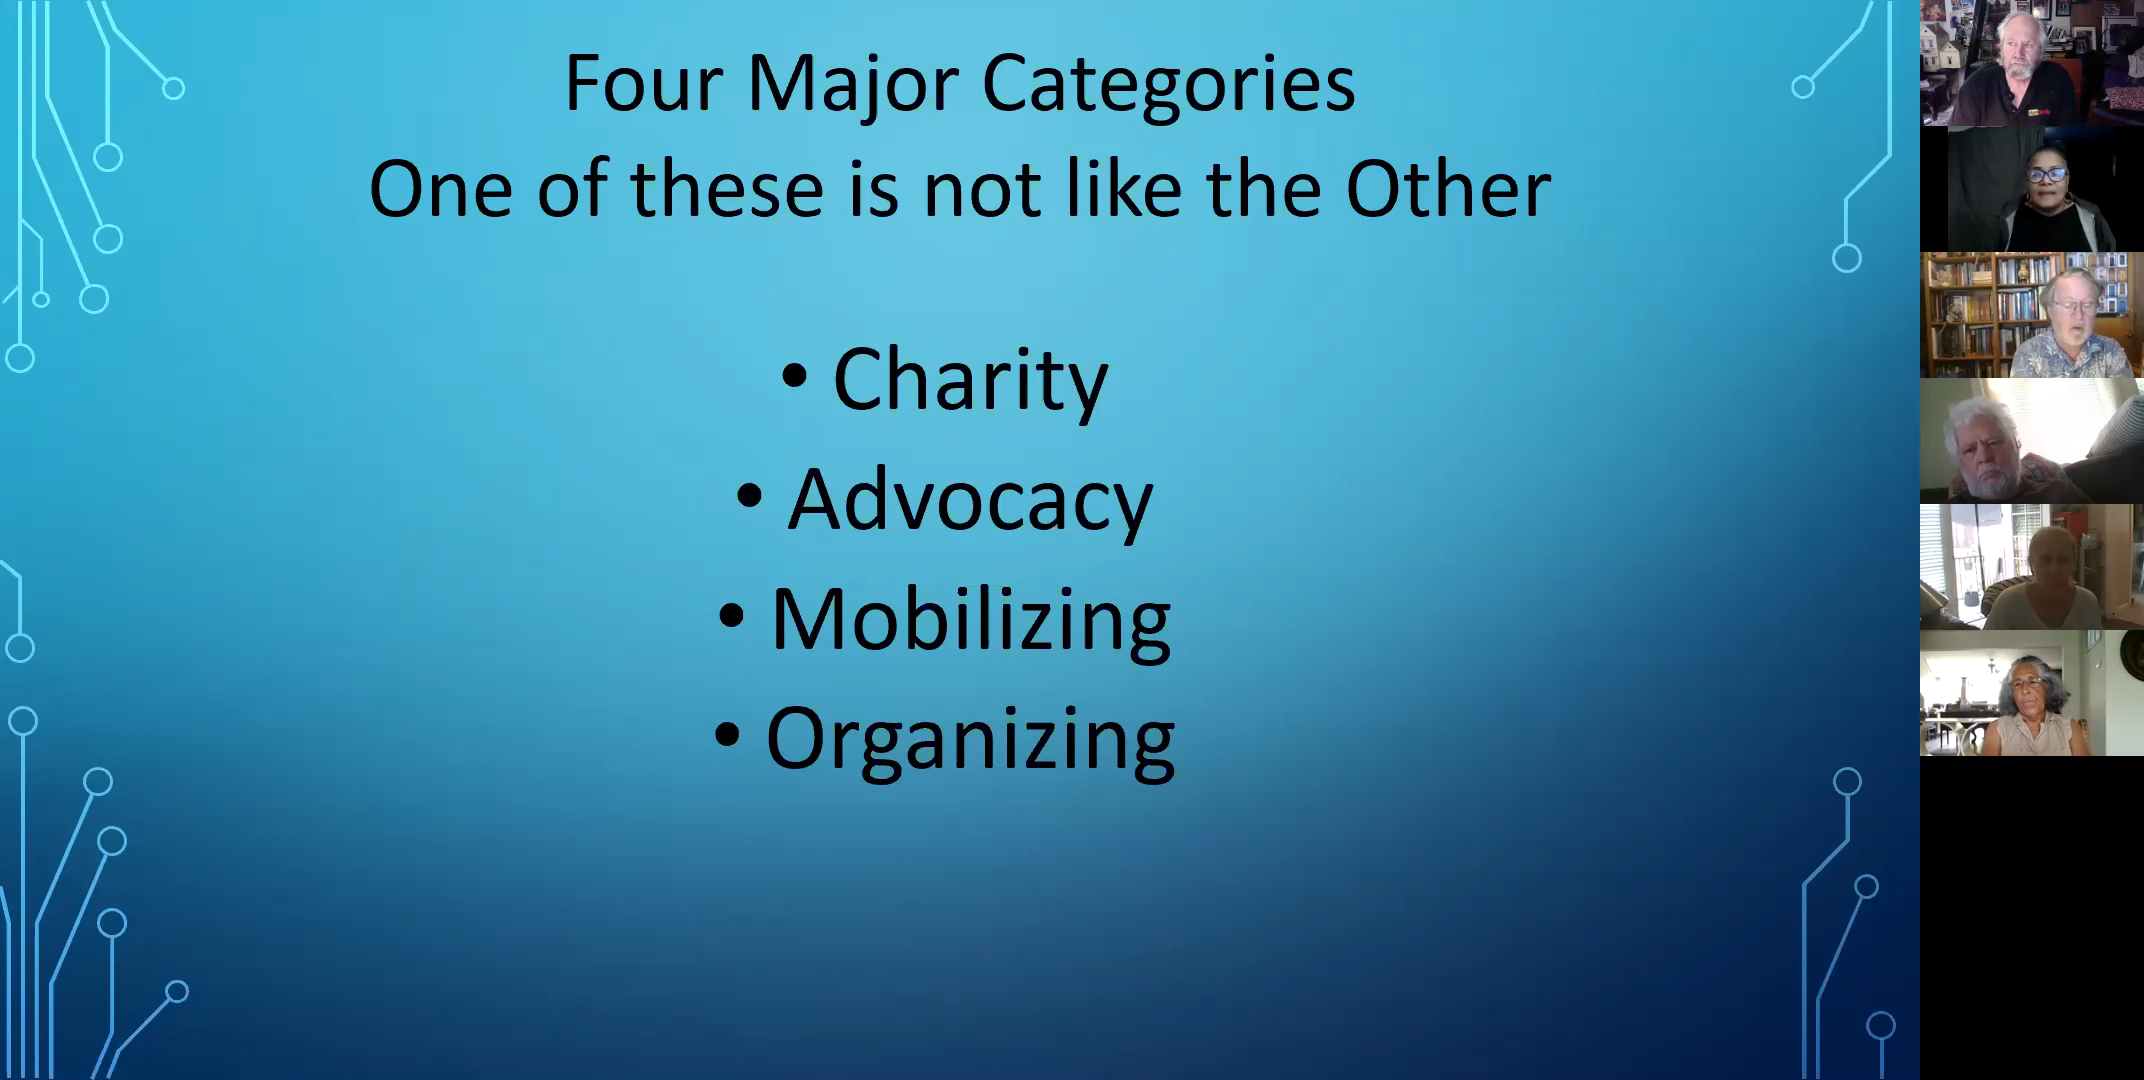 Four Major Categories
One of these is not like the Other
• Charity
• Advocacy
• Mobilizing
• Organizing